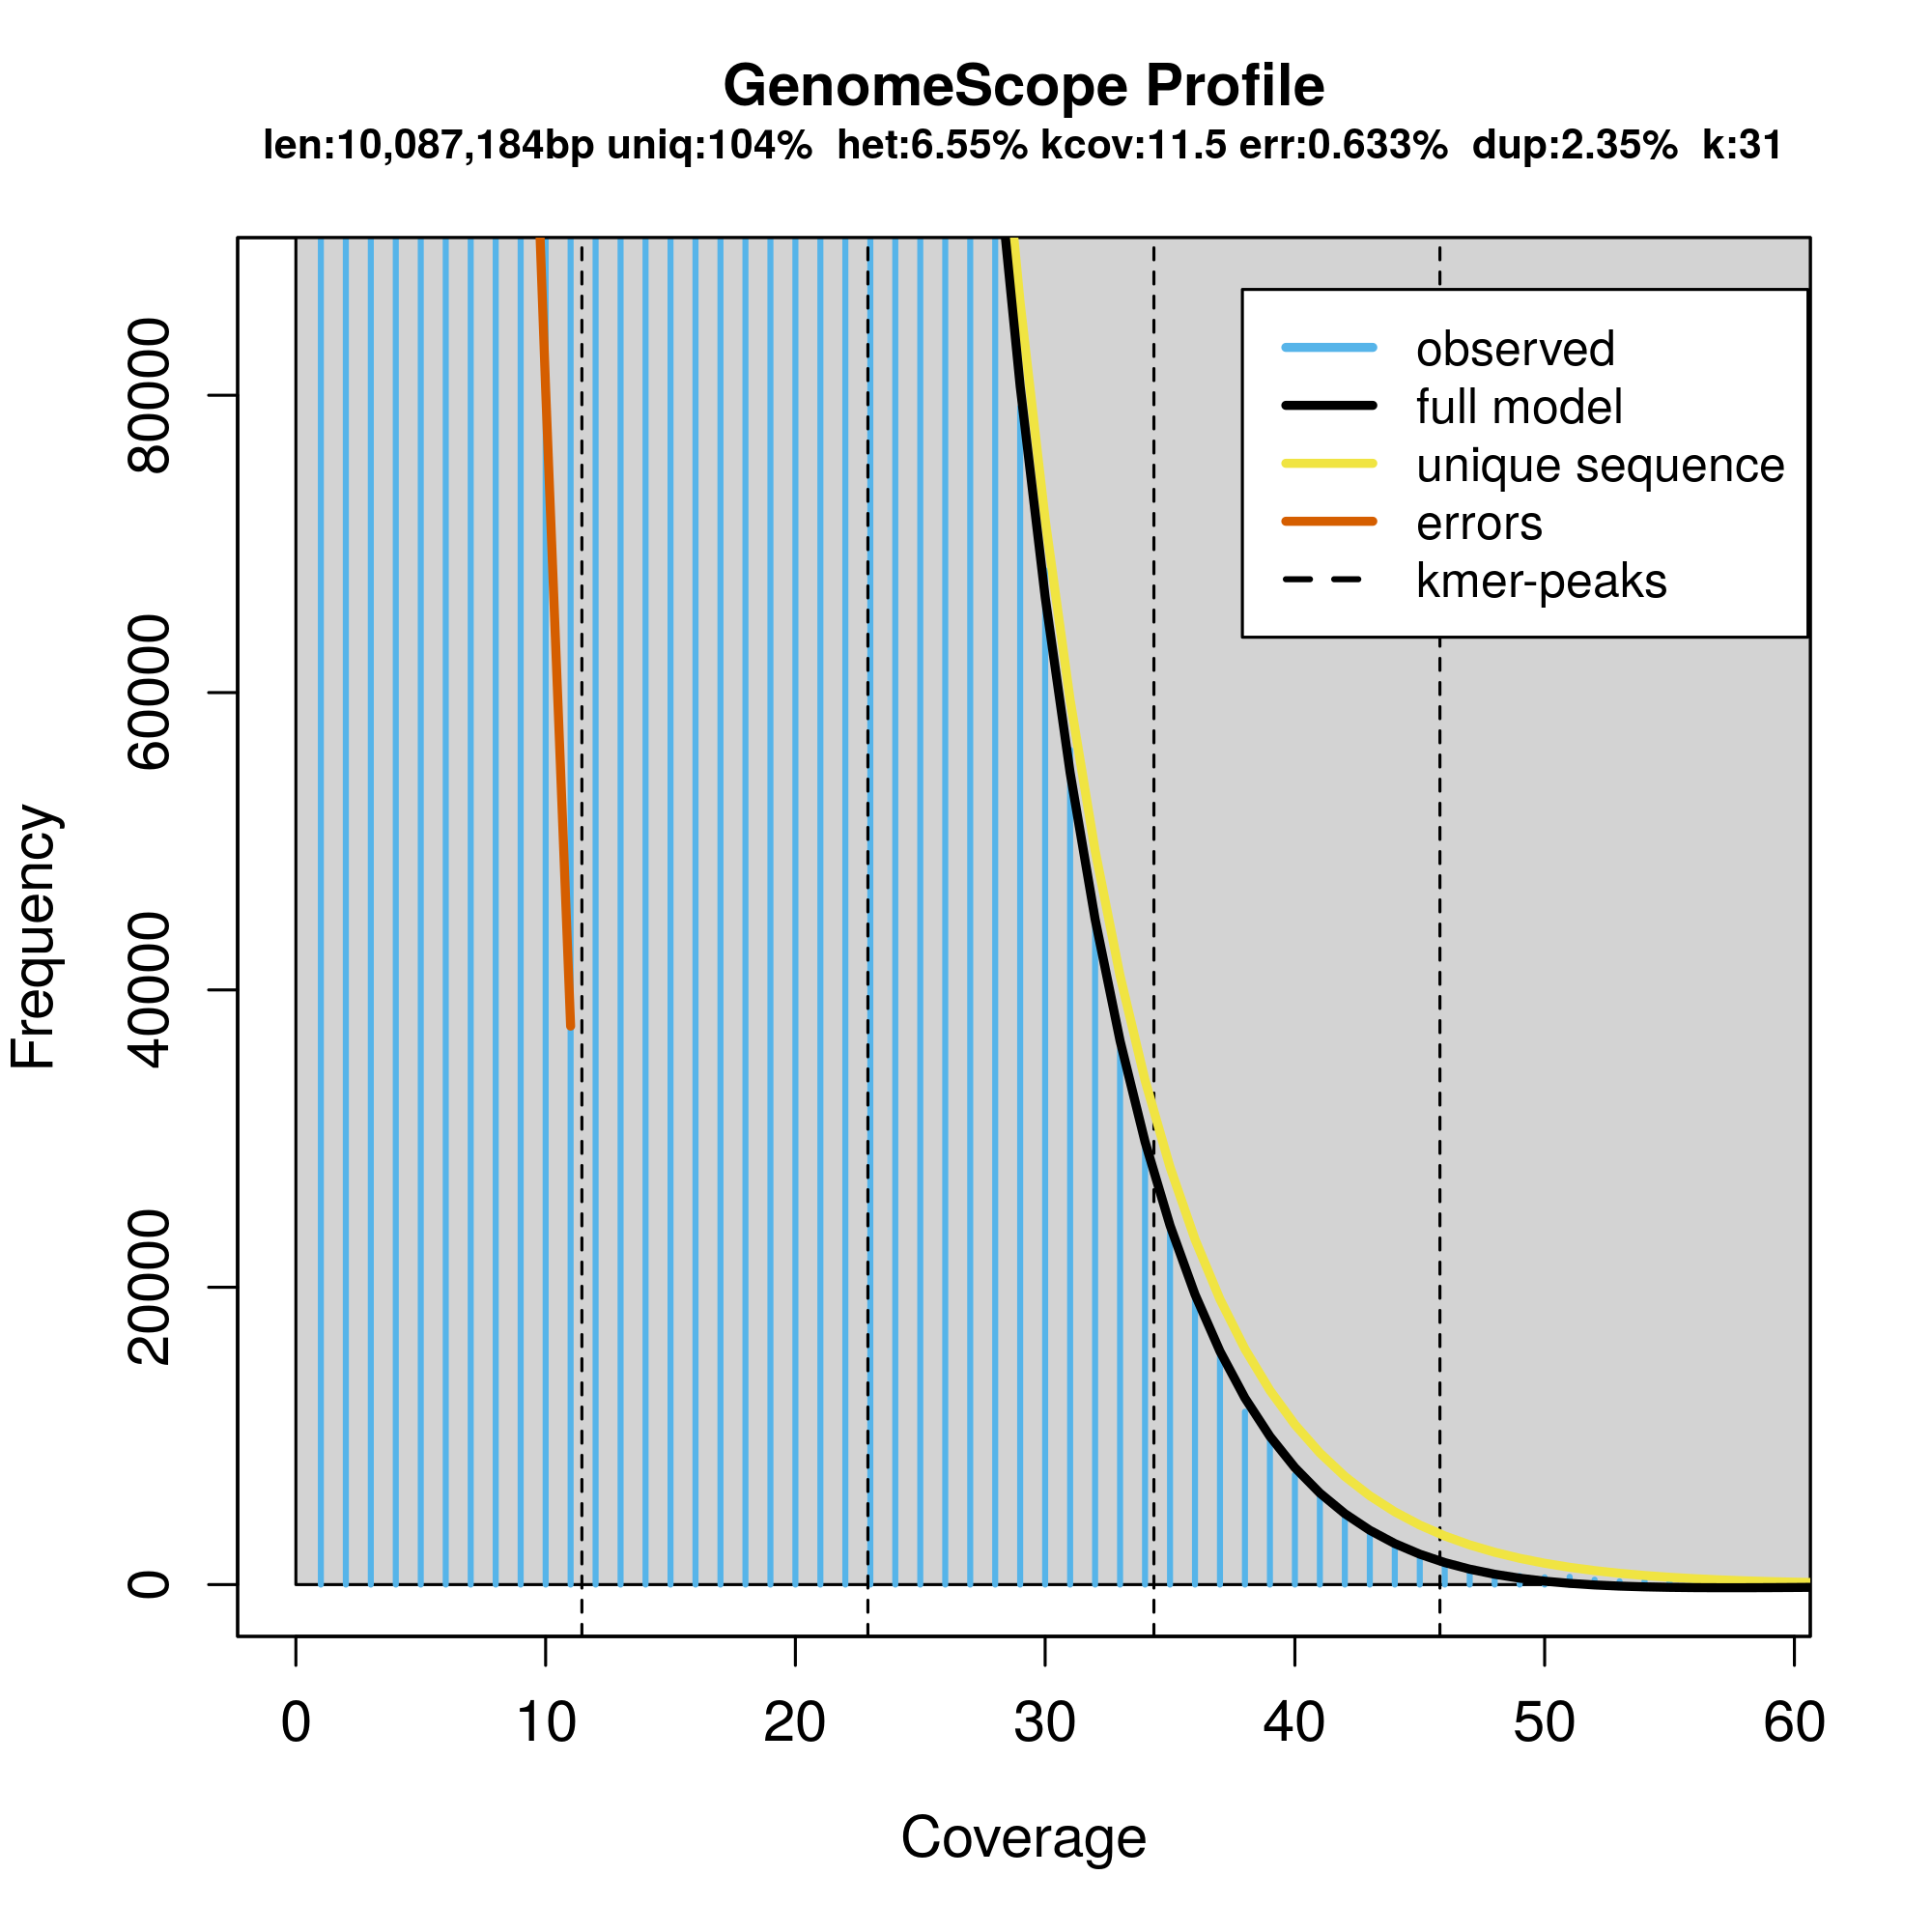 GenomeScope Profile
len:10,087,184bp uniq:104% het:6.55% kcov:11.5 err:0.633% dup:2.35% k:31
observed
full model
unique sequence
errors
kmer-peaks
Frequency
80000
60000
40000
20000
0
0 10 20 30 40 50 60
Coverage